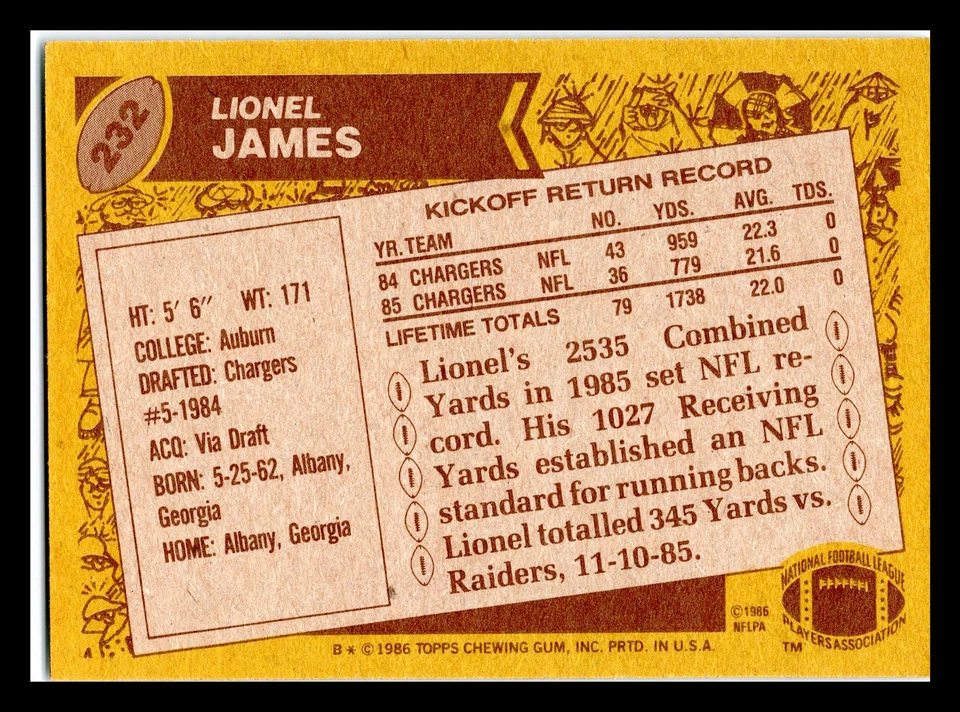 232
LIONEL
JAMES
HT: 5' 6" WT: 171
COLLEGE: Auburn
DRAFTED: Chargers
#5-1984
ACQ: Via Draft
BORN: 5-25-62, Albany,
Georgia
HOME: Albany, Georgia
KICKOFF RETURN RECORD
YR. TEAM NO. YDS. AVG. TDS.
84 CHARGERS NFL 43 959 22.3 0
85 CHARGERS NFL 36 779 21.6 0
LIFETIME TOTALS 79 1738 22.0 0
Lionel's 2535 Combined
Yards in 1985 set NFL re-
cord. His 1027 Receiving
Yards established an NFL
standard for running backs.
Lionel totalled 345 Yards vs.
Raiders, 11-10-85.
©1986
NFLPA
NATIONAL FOOTBALL LEAGUE
PLAYERS ASSOCIATION
TM
B * © 1986 TOPPS CHEWING GUM, INC. PRTD. IN U.S.A.